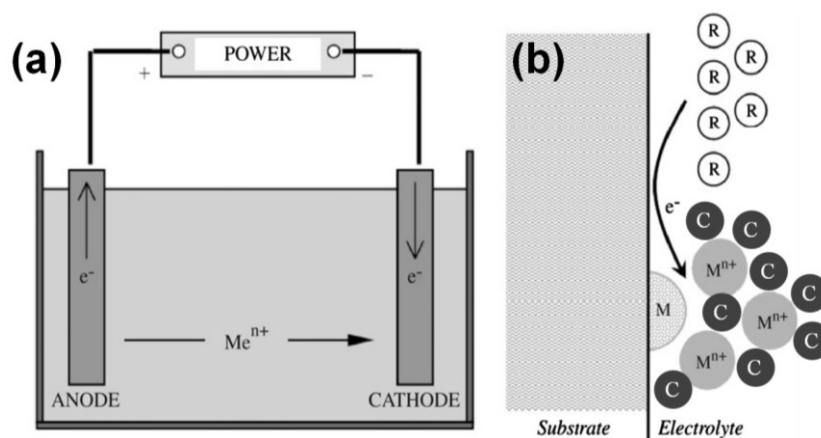 (a)
POWER
+
−
e⁻
e⁻
Meⁿ⁺
ANODE
CATHODE
(b)
R
R
R
R
R
R
R
e⁻
C
C
Mⁿ⁺
C
M
C
C
Mⁿ⁺
C
Mⁿ⁺
C
C
Substrate
Electrolyte